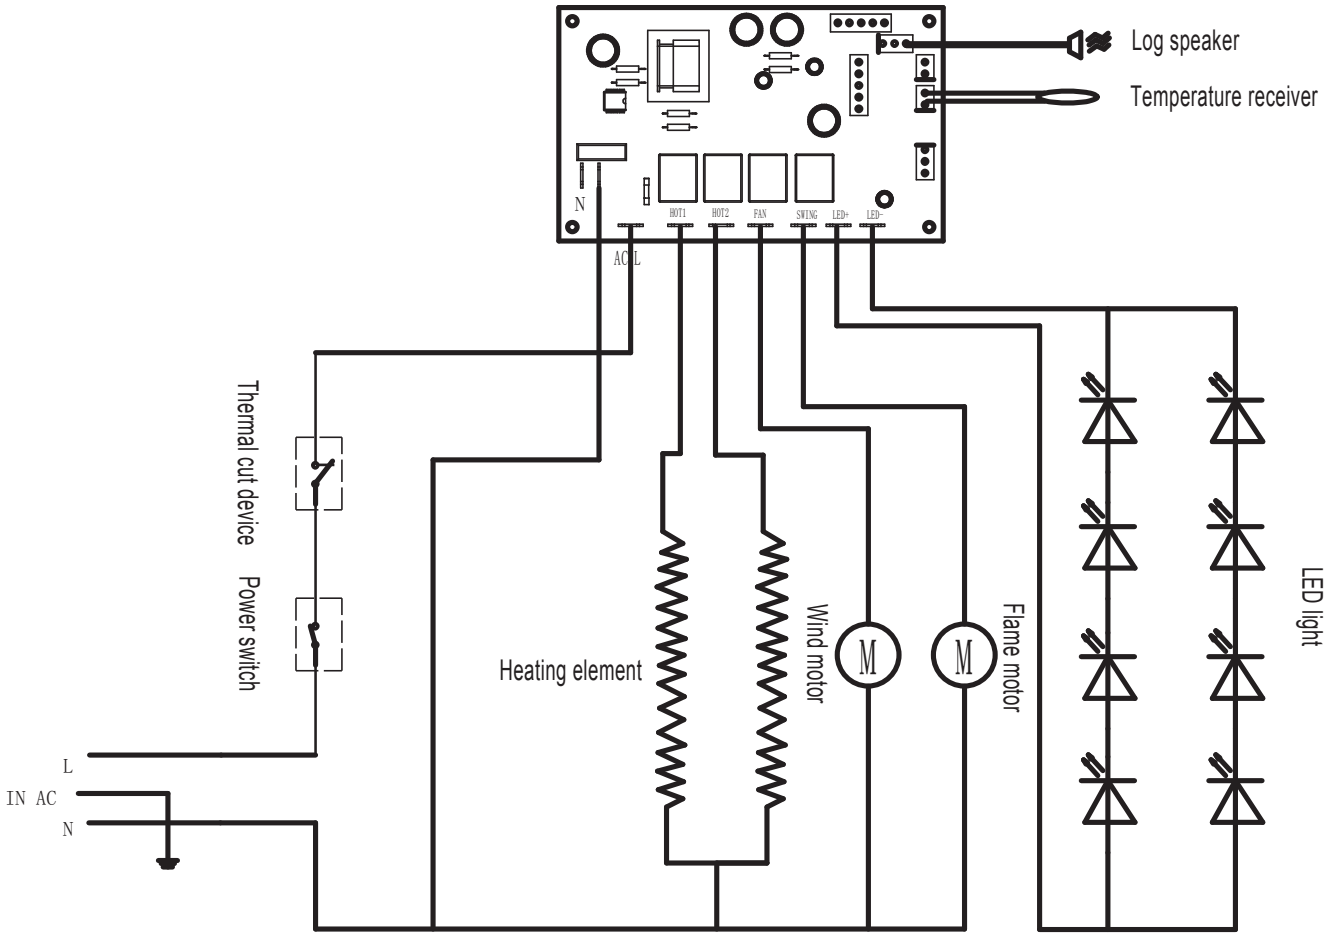 Log speaker
Temperature receiver
N
HOT1
HOT2
FAN
SWING
LED+
LED-
AC L
Thermal cut device
Power switch
Heating element
Wind motor
M
Flame motor
M
LED light
L
IN AC
N